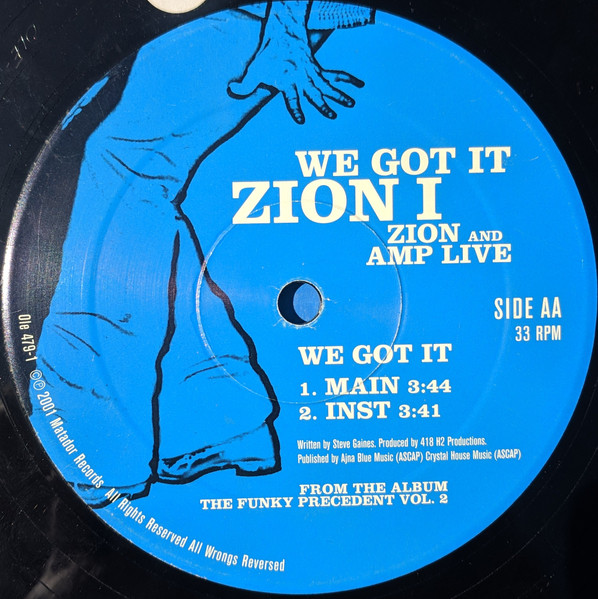 WE GOT IT
ZION I
ZION AND
AMP LIVE
SIDE AA
33 RPM
WE GOT IT
1. MAIN 3:44
2. INST 3:41
Written by Steve Gaines. Produced by 418 H2 Productions.
Published by Ajna Blue Music (ASCAP) Crystal House Music (ASCAP)
FROM THE ALBUM
THE FUNKY PRECEDENT VOL. 2
Ole 479-1 ©℗ 2001 Matador Records. All Rights Reserved All Wrongs Reversed